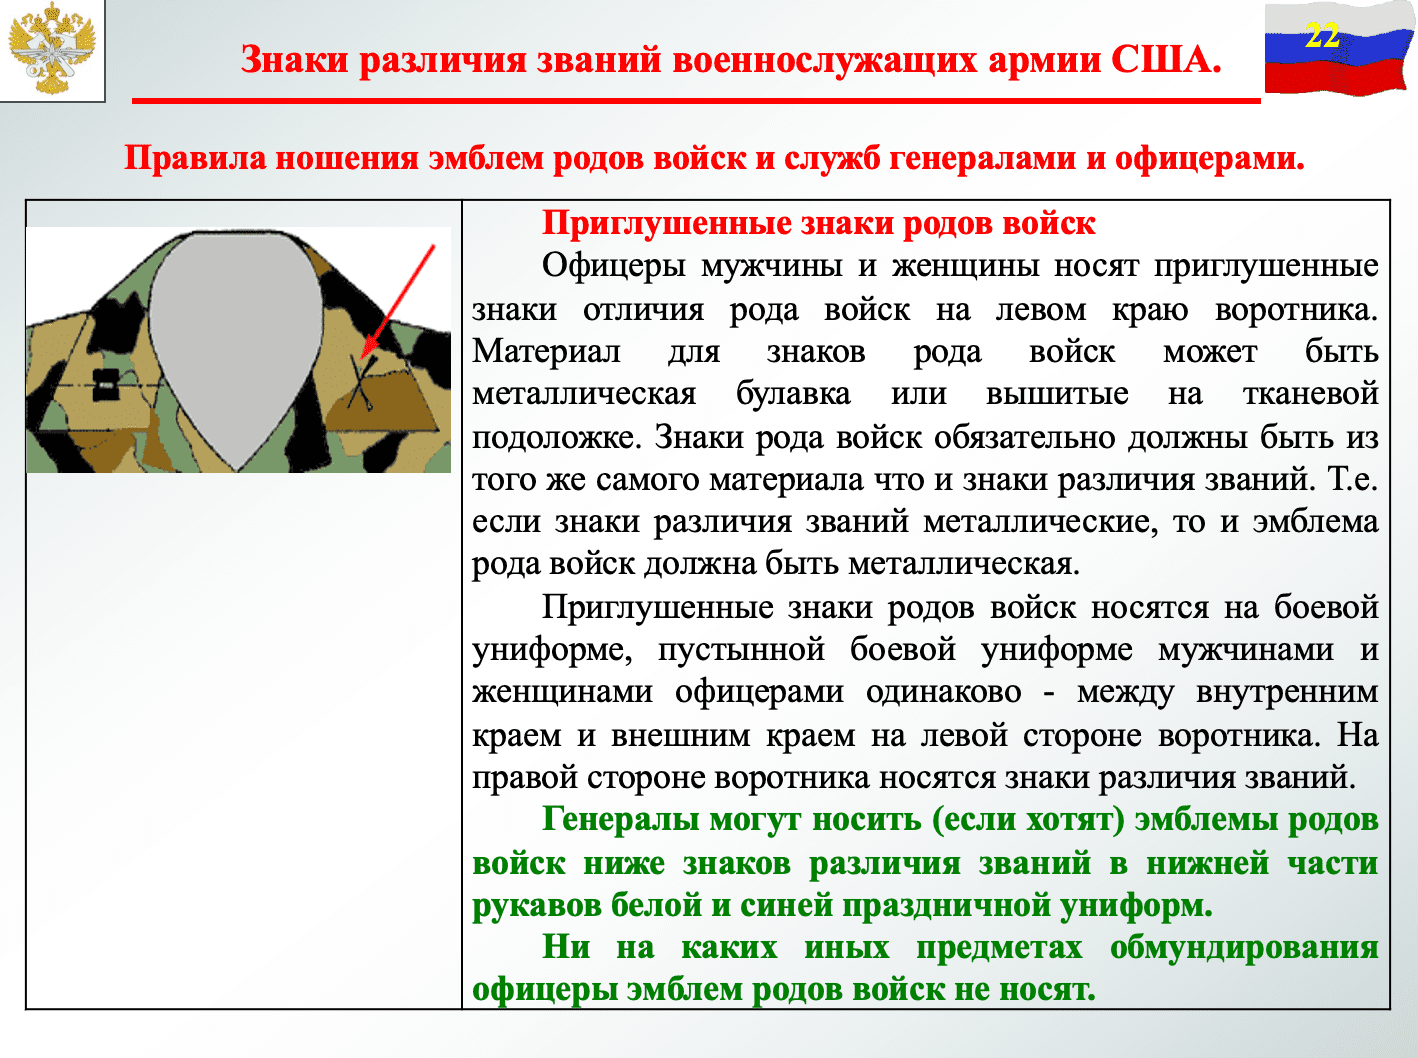 22
Знаки различия званий военнослужащих армии США.
Правила ношения эмблем родов войск и служб генералами и офицерами.
Приглушенные знаки родов войск
Офицеры мужчины и женщины носят приглушенные
знаки отличия рода войск на левом краю воротника.
Материал для знаков рода войск может быть
металлическая булавка или вышитые на тканевой
подоложке. Знаки рода войск обязательно должны быть из
того же самого материала что и знаки различия званий. Т.е.
если знаки различия званий металлические, то и эмблема
рода войск должна быть металлическая.
Приглушенные знаки родов войск носятся на боевой
униформе, пустынной боевой униформе мужчинами и
женщинами офицерами одинаково - между внутренним
краем и внешним краем на левой стороне воротника. На
правой стороне воротника носятся знаки различия званий.
Генералы могут носить (если хотят) эмблемы родов
войск ниже знаков различия званий в нижней части
рукавов белой и синей праздничной униформ.
Ни на каких иных предметах обмундирования
офицеры эмблем родов войск не носят.